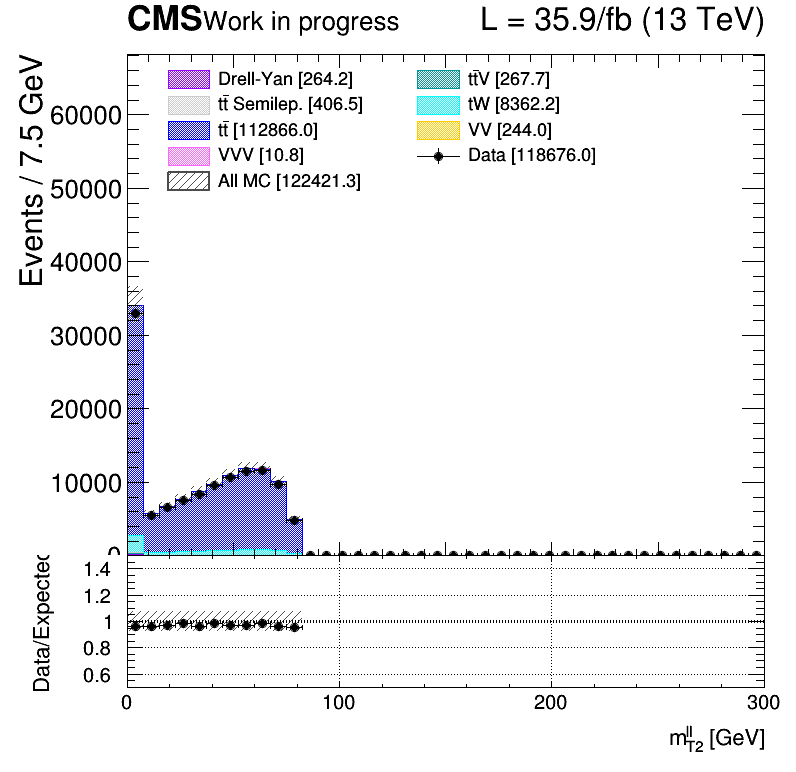 CMS Work in progress L = 35.9/fb (13 TeV)
Events / 7.5 GeV
60000
50000
40000
30000
20000
10000
0
Drell-Yan [264.2]
tt̄ Semilep. [406.5]
tt̄ [112866.0]
VVV [10.8]
All MC [122421.3]
tt̄V [267.7]
tW [8362.2]
VV [244.0]
Data [118676.0]
Data/Expected
1.4
1.2
1
0.8
0.6
0 100 200 300
m_T2^ll [GeV]